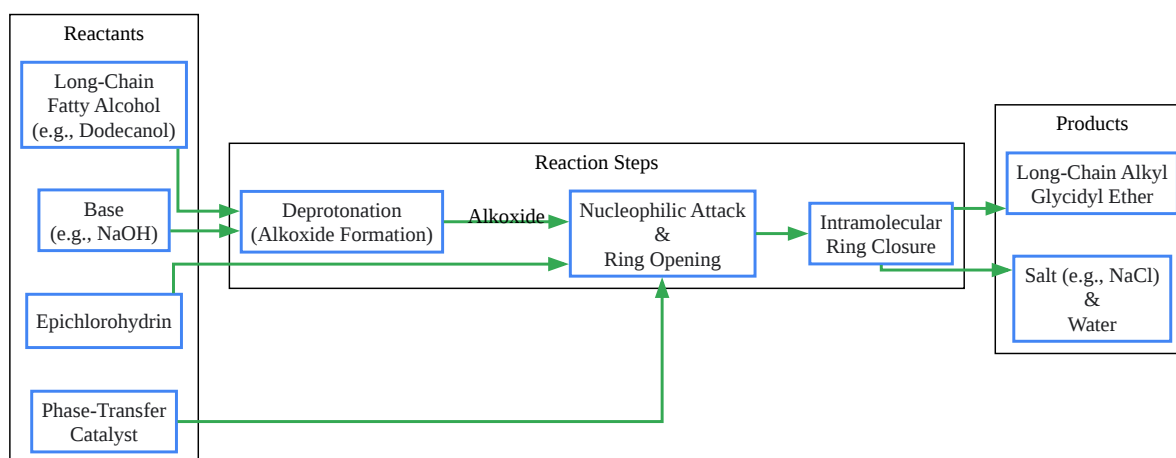 Reactants
Long-Chain
Fatty Alcohol
(e.g., Dodecanol)
Base
(e.g., NaOH)
Epichlorohydrin
Phase-Transfer
Catalyst
Reaction Steps
Deprotonation
(Alkoxide Formation)
Alkoxide
Nucleophilic Attack
&
Ring Opening
Intramolecular
Ring Closure
Products
Long-Chain Alkyl
Glycidyl Ether
Salt (e.g., NaCl)
&
Water